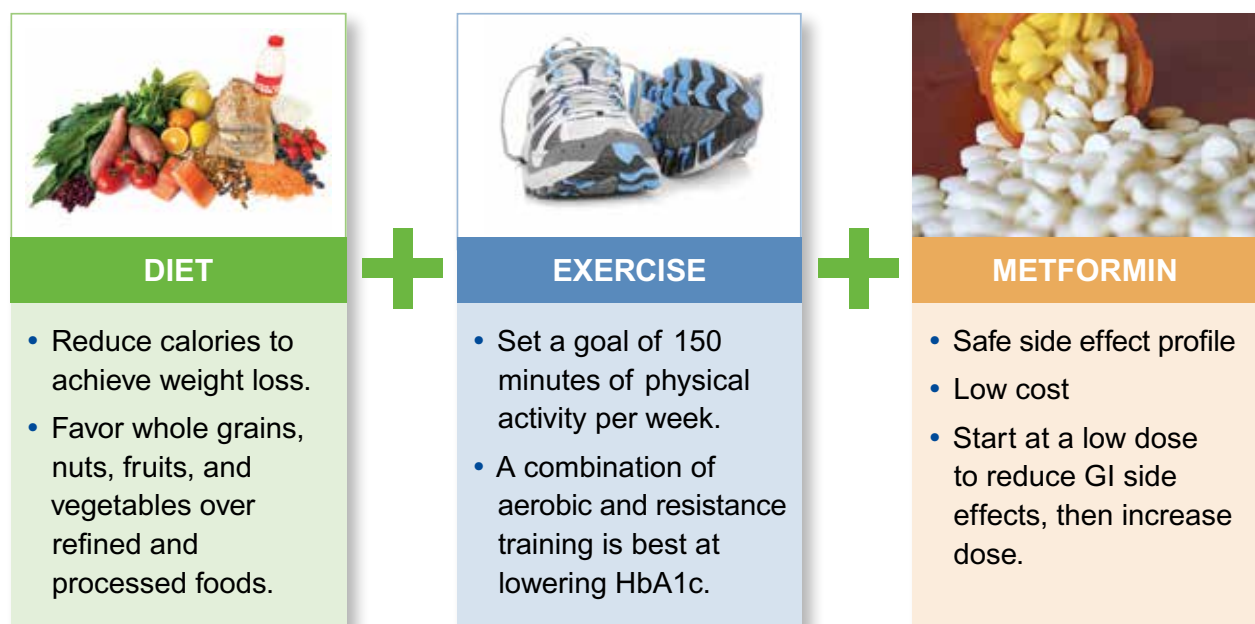 DIET
• Reduce calories to
achieve weight loss.
• Favor whole grains,
nuts, fruits, and
vegetables over
refined and
processed foods.
EXERCISE
• Set a goal of 150
minutes of physical
activity per week.
• A combination of
aerobic and resistance
training is best at
lowering HbA1c.
METFORMIN
• Safe side effect profile
• Low cost
• Start at a low dose
to reduce GI side
effects, then increase
dose.